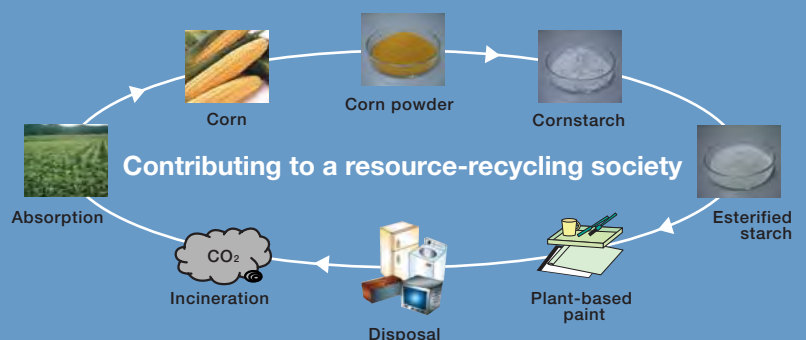 Corn
Corn powder
Cornstarch
Contributing to a resource-recycling society
Absorption
Esterified
starch
CO₂
Incineration
Disposal
Plant-based
paint